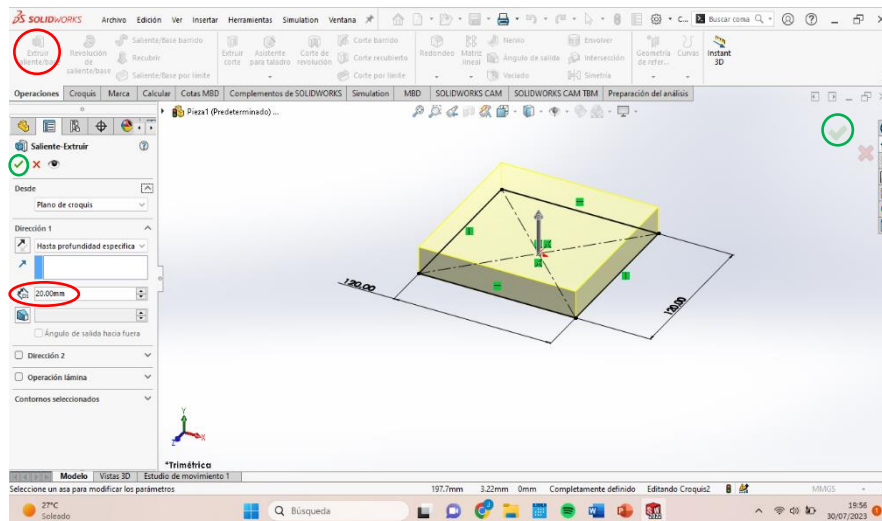 SOLIDWORKS Archivo Edición Ver Insertar Herramientas Simulation Ventana C... Buscar coma
Extruir saliente/base
Revolución de saliente/base
Saliente/Base barrido
Recubrir
Saliente/Base por límite
Extruir corte
Asistente para taladro
Corte de revolución
Corte barrido
Corte recubierto
Corte por límite
Redondeo
Matriz lineal
Nervio
Ángulo de salida
Vaciado
Envolver
Intersección
Simetría
Geometría de refer...
Curvas
Instant 3D
Operaciones Croquis Marca Calcular Cotas MBD Complementos de SOLIDWORKS Simulation MBD SOLIDWORKS CAM SOLIDWORKS CAM TBM Preparación del análisis
Pieza1 (Predeterminado) ...
Saliente-Extruir
Desde
Plano de croquis
Dirección 1
Hasta profundidad especifica
20.00mm
Ángulo de salida hacia fuera
Dirección 2
Operación lámina
Contornos seleccionados
120.00
120.00
Y
X
Z
*Trimétrica
Modelo Vistas 3D Estudio de movimiento 1
Seleccione un asa para modificar los parámetros 197.7mm 3.22mm 0mm Completamente definido Editando Croquis2 MMGS
27°C
Soleado
Búsqueda
19:56
30/07/2023